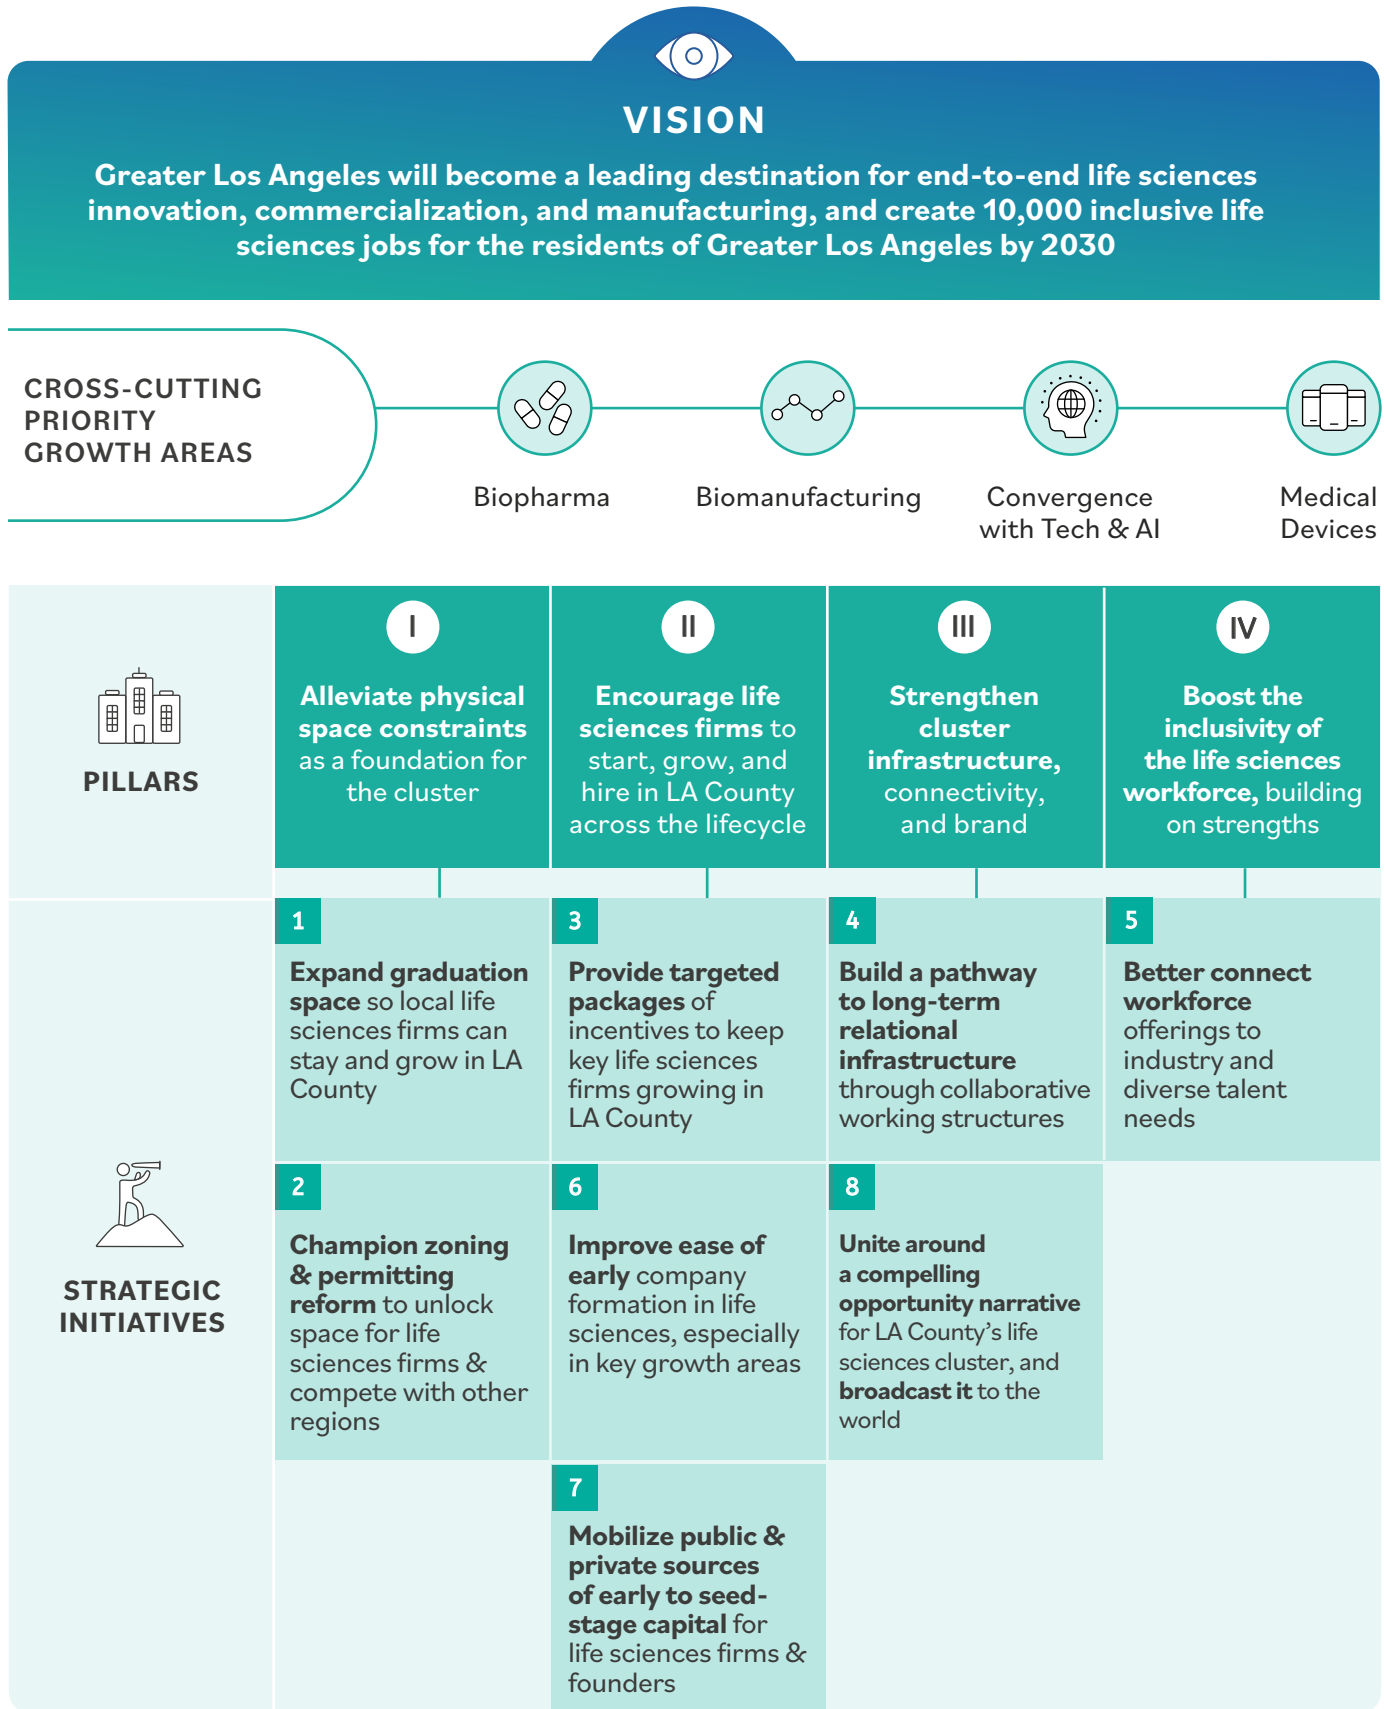 VISION
Greater Los Angeles will become a leading destination for end-to-end life sciences
innovation, commercialization, and manufacturing, and create 10,000 inclusive life
sciences jobs for the residents of Greater Los Angeles by 2030
CROSS-CUTTING
PRIORITY
GROWTH AREAS
Biopharma
Biomanufacturing
Convergence
with Tech & AI
Medical
Devices
PILLARS
I
Alleviate physical
space constraints
as a foundation for
the cluster
II
Encourage life
sciences firms to
start, grow, and
hire in LA County
across the lifecycle
III
Strengthen
cluster
infrastructure,
connectivity,
and brand
IV
Boost the
inclusivity of
the life sciences
workforce, building
on strengths
STRATEGIC
INITIATIVES
1
Expand graduation
space so local life
sciences firms can
stay and grow in LA
County
3
Provide targeted
packages of
incentives to keep
key life sciences
firms growing in
LA County
4
Build a pathway
to long-term
relational
infrastructure
through collaborative
working structures
5
Better connect
workforce
offerings to
industry and
diverse talent
needs
2
Champion zoning
& permitting
reform to unlock
space for life
sciences firms &
compete with other
regions
6
Improve ease of
early company
formation in life
sciences, especially
in key growth areas
8
Unite around
a compelling
opportunity narrative
for LA County’s life
sciences cluster, and
broadcast it to the
world
7
Mobilize public &
private sources
of early to seed-
stage capital for
life sciences firms &
founders